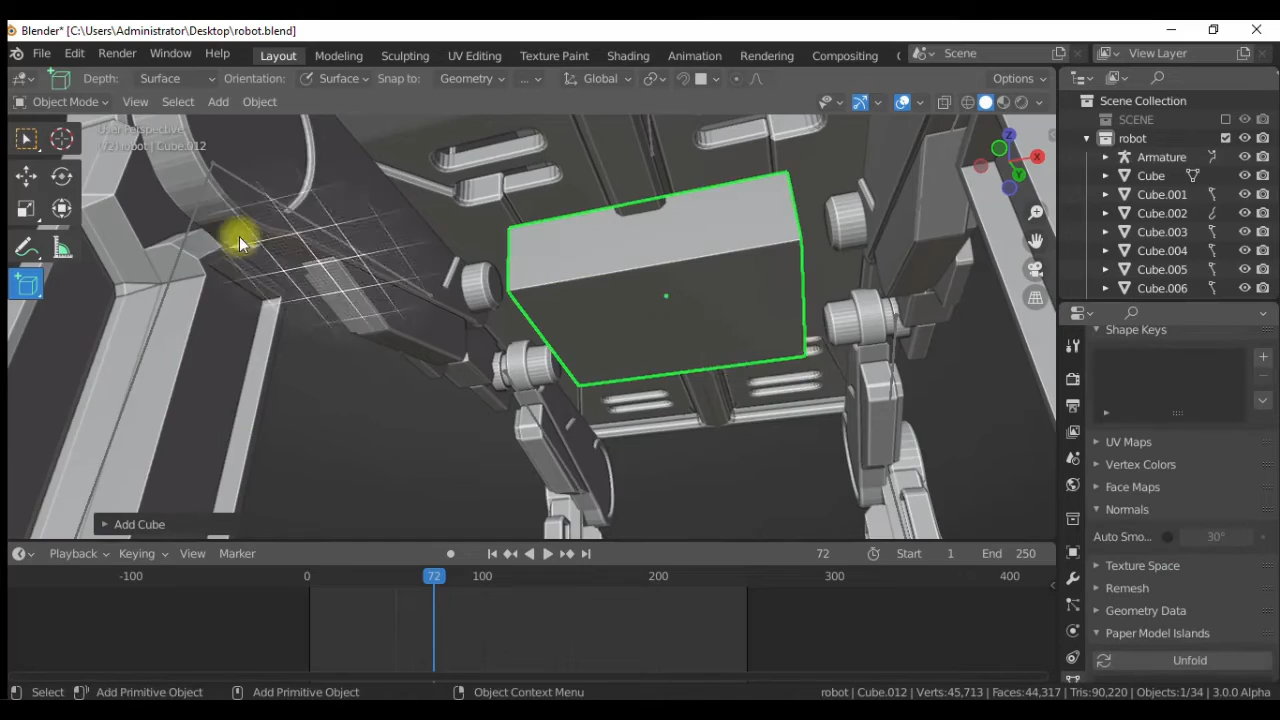 Blender* [C:\Users\Administrator\Desktop\robot.blend]
File Edit Render Window Help Layout Modeling Sculpting UV Editing Texture Paint Shading Animation Rendering Compositing Scene View Layer
Depth: Surface Orientation: Surface Snap to: Geometry ... Global Options
Object Mode View Select Add Object
Scene Collection
SCENE
robot
Armature
Cube
Cube.001
Cube.002
Cube.003
Cube.004
Cube.005
Cube.006
User Perspective
(72) robot | Cube.012
Z
X
Y
Add Cube
Shape Keys
UV Maps
Vertex Colors
Face Maps
Normals
Auto Smo... 30°
Texture Space
Remesh
Geometry Data
Paper Model Islands
Unfold
Playback Keying View Marker 72 Start 1 End 250
-100 0 72 100 200 300 400
Select Add Primitive Object Add Primitive Object Object Context Menu robot | Cube.012 | Verts:45,713 | Faces:44,317 | Tris:90,220 | Objects:1/34 | 3.0.0 Alpha